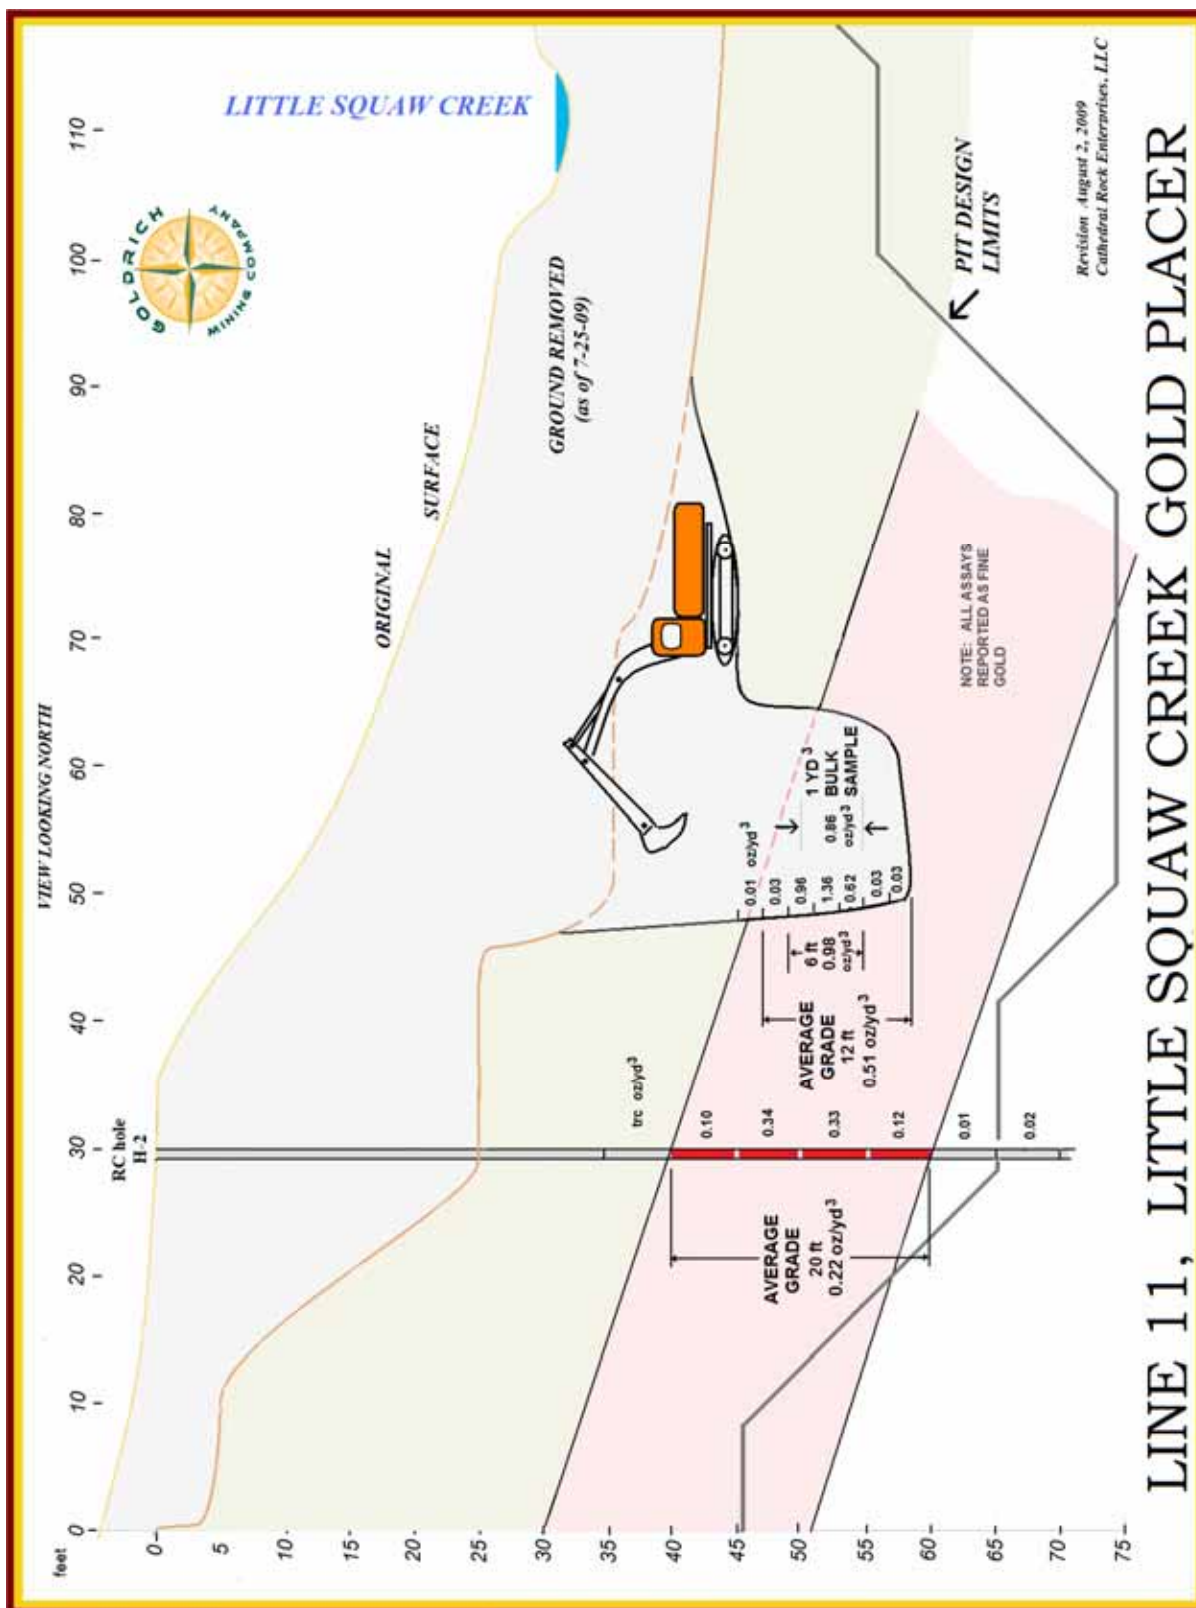 VIEW LOOKING NORTH
feet
0
10
20
30
40
50
60
70
80
90
100
110
0
5
10
15
20
25
30
35
40
45
50
55
60
65
70
75
GOLDRICH
MINING COMPANY
LITTLE SQUAW CREEK
ORIGINAL
SURFACE
GROUND REMOVED
(as of 7-25-09)
RC hole
H-2
trc oz/yd³
0.10
0.34
0.33
0.12
0.01
0.02
AVERAGE
GRADE
20 ft
0.22 oz/yd³
AVERAGE
GRADE
12 ft
0.51 oz/yd³
6 ft
0.98
oz/yd³
0.01 oz/yd³
0.03
0.96
1.36
0.62
0.03
0.03
1 YD³
BULK
SAMPLE
0.86
oz/yd³
NOTE: ALL ASSAYS
REPORTED AS FINE
GOLD
PIT DESIGN
LIMITS
Revision August 2, 2009
Cathedral Rock Enterprises, LLC
LINE 11, LITTLE SQUAW CREEK GOLD PLACER